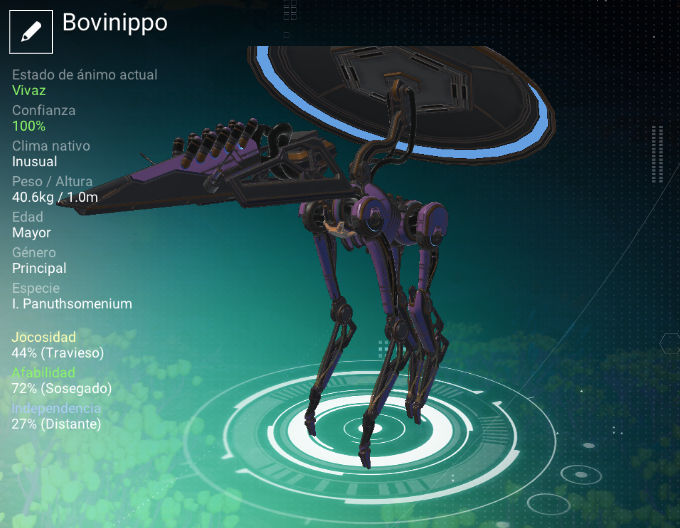 Bovinippo
Estado de ánimo actual
Vivaz
Confianza
100%
Clima nativo
Inusual
Peso / Altura
40.6kg / 1.0m
Edad
Mayor
Género
Principal
Especie
I. Panuthsomenium
Jocosidad
44% (Travieso)
Afabilidad
72% (Sosegado)
Independencia
27% (Distante)